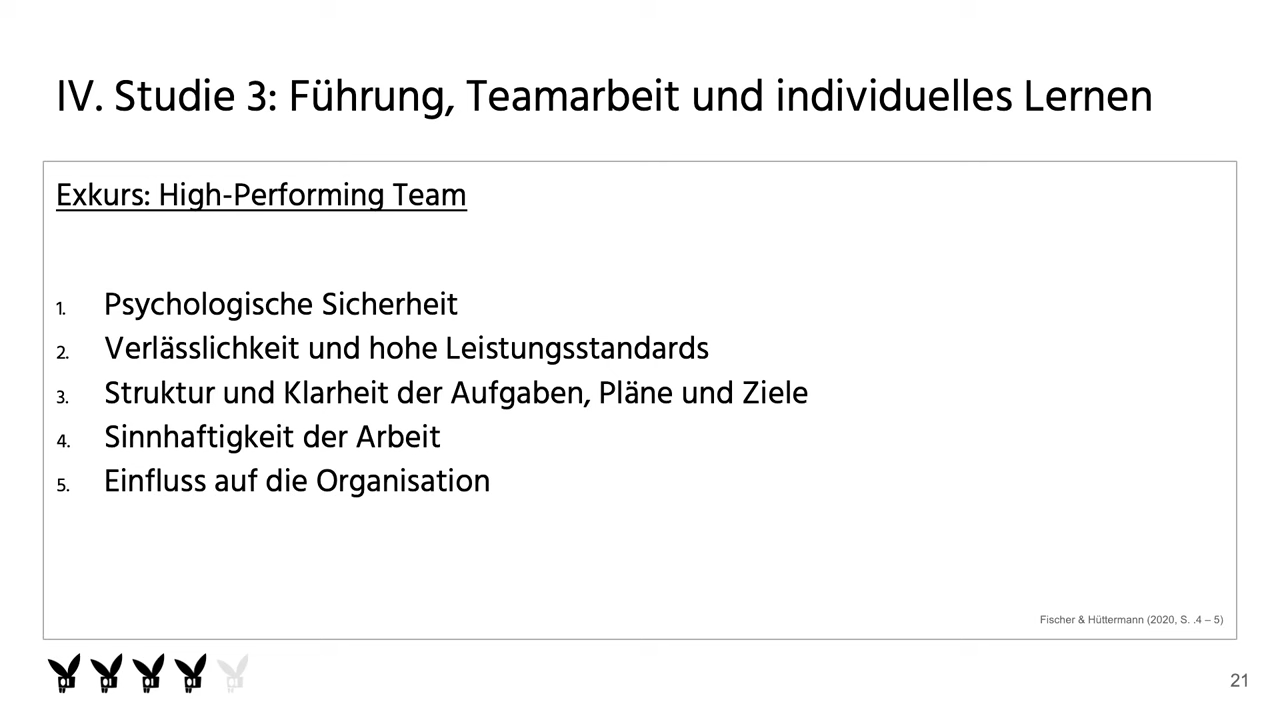 IV. Studie 3: Führung, Teamarbeit und individuelles Lernen
Exkurs: High-Performing Team
1. Psychologische Sicherheit
2. Verlässlichkeit und hohe Leistungsstandards
3. Struktur und Klarheit der Aufgaben, Pläne und Ziele
4. Sinnhaftigkeit der Arbeit
5. Einfluss auf die Organisation
Fischer & Hüttermann (2020, S. .4 – 5)
21